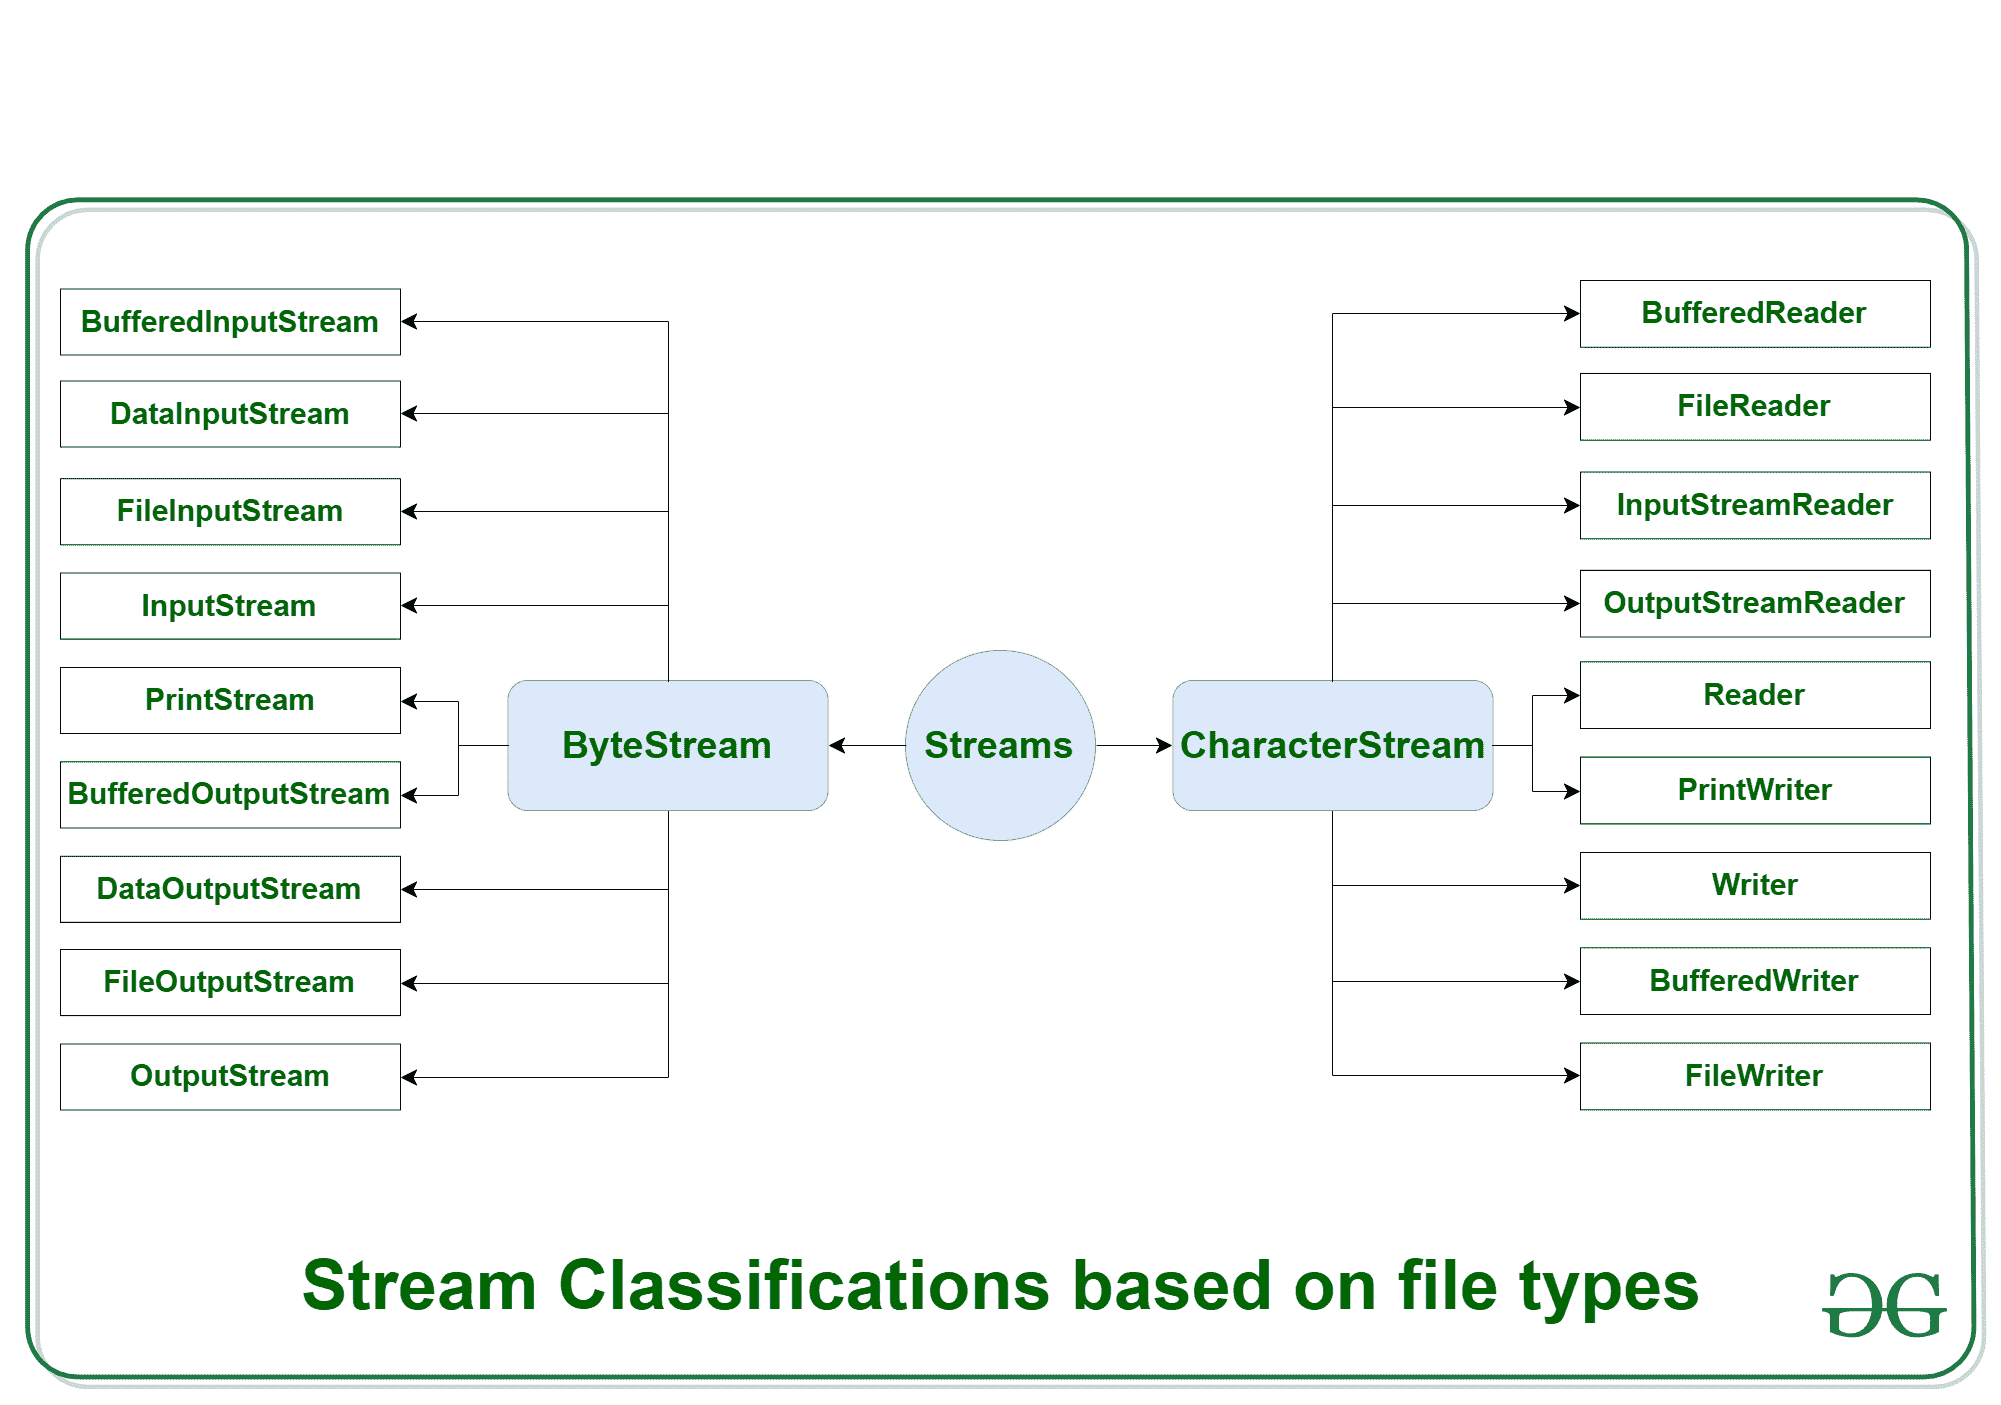 BufferedInputStream
DataInputStream
FileInputStream
InputStream
PrintStream
BufferedOutputStream
DataOutputStream
FileOutputStream
OutputStream
ByteStream
Streams
CharacterStream
BufferedReader
FileReader
InputStreamReader
OutputStreamReader
Reader
PrintWriter
Writer
BufferedWriter
FileWriter
Stream Classifications based on file types